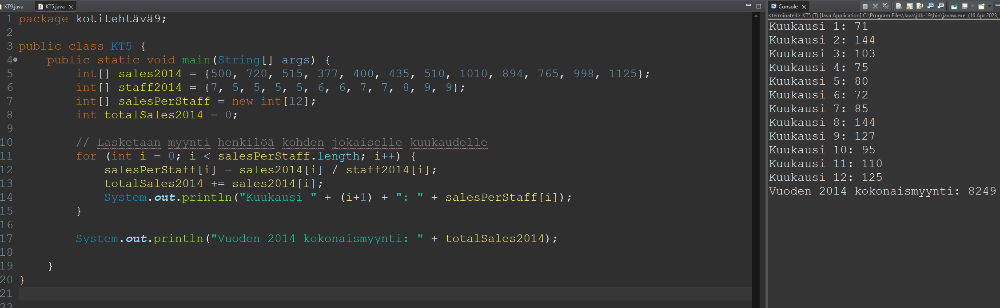 KT9.java
KT5.java
1 package kotitehtävä9;
2
3 public class KT5 {
4     public static void main(String[] args) {
5         int[] sales2014 = {500, 720, 515, 377, 400, 435, 510, 1010, 894, 765, 998, 1125};
6         int[] staff2014 = {7, 5, 5, 5, 5, 6, 6, 7, 7, 8, 9, 9};
7         int[] salesPerStaff = new int[12];
8         int totalSales2014 = 0;
9
10         // Lasketaan myynti henkilöä kohden jokaiselle kuukaudelle
11         for (int i = 0; i < salesPerStaff.length; i++) {
12             salesPerStaff[i] = sales2014[i] / staff2014[i];
13             totalSales2014 += sales2014[i];
14             System.out.println("Kuukausi " + (i+1) + ": " + salesPerStaff[i]);
15         }
16
17         System.out.println("Vuoden 2014 kokonaismyynti: " + totalSales2014);
18
19     }
20 }
21
22
Console
<terminated> KT5 (7) [Java Application] C:\Program Files\Java\jdk-19\bin\javaw.exe (16 Apr 2023,
Kuukausi 1: 71
Kuukausi 2: 144
Kuukausi 3: 103
Kuukausi 4: 75
Kuukausi 5: 80
Kuukausi 6: 72
Kuukausi 7: 85
Kuukausi 8: 144
Kuukausi 9: 127
Kuukausi 10: 95
Kuukausi 11: 110
Kuukausi 12: 125
Vuoden 2014 kokonaismyynti: 8249